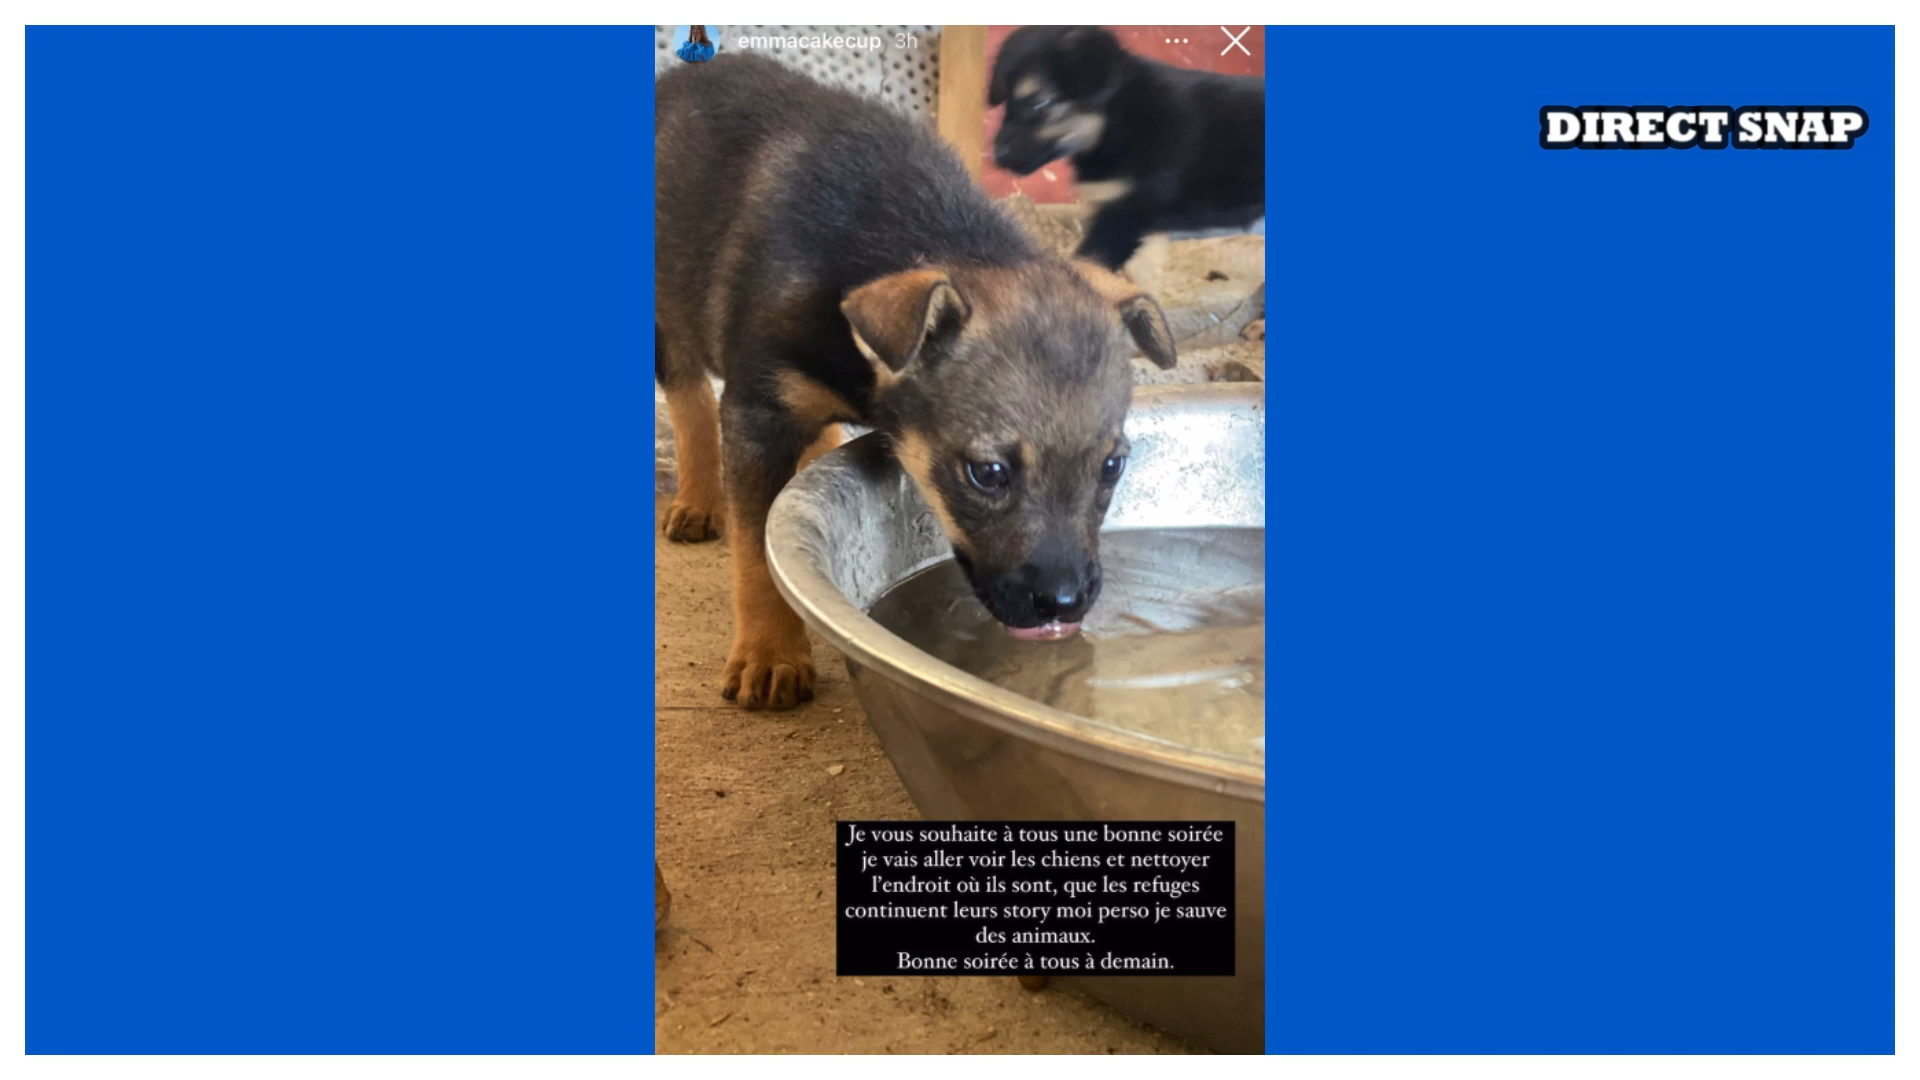 emmacakecup 3h
DIRECT SNAP
Je vous souhaite à tous une bonne soirée
je vais aller voir les chiens et nettoyer
l'endroit où ils sont, que les refuges
continuent leurs story moi perso je sauve
des animaux.
Bonne soirée à tous à demain.